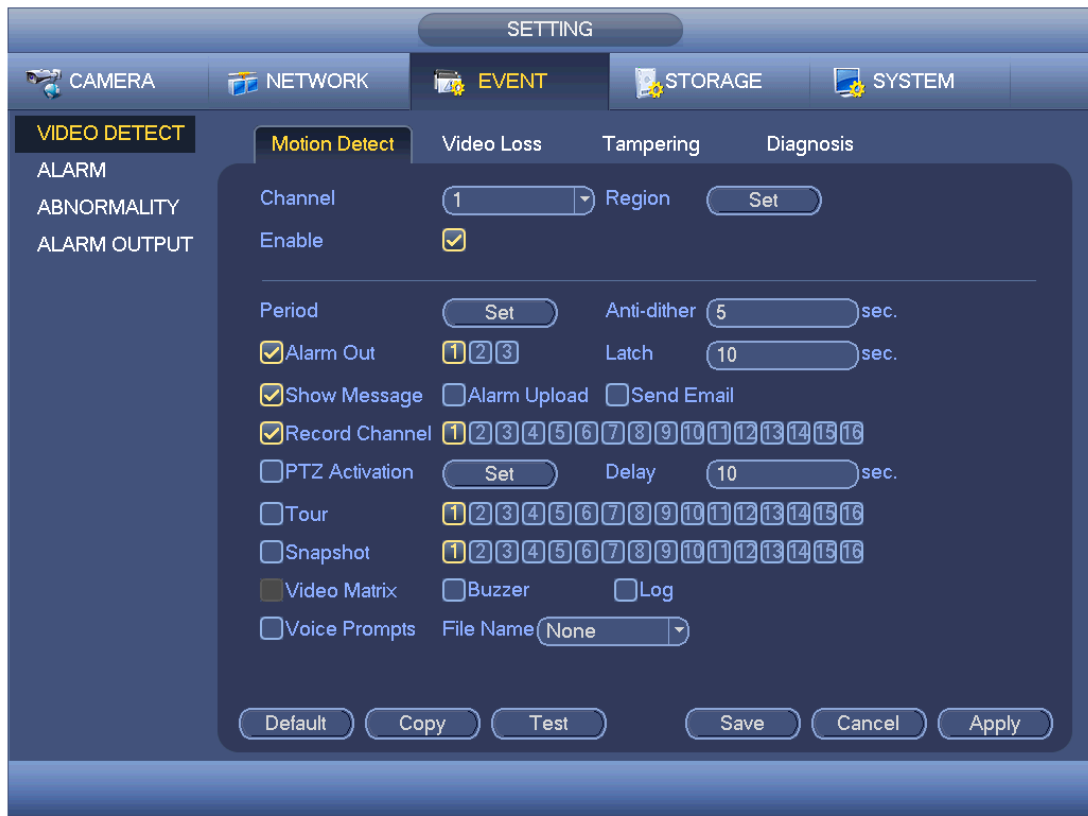 SETTING
CAMERA NETWORK EVENT STORAGE SYSTEM
VIDEO DETECT
ALARM
ABNORMALITY
ALARM OUTPUT
Motion Detect Video Loss Tampering Diagnosis
Channel 1 Region Set
Enable
Period Set Anti-dither 5 sec.
Alarm Out 1 2 3 Latch 10 sec.
Show Message Alarm Upload Send Email
Record Channel 1 2 3 4 5 6 7 8 9 10 11 12 13 14 15 16
PTZ Activation Set Delay 10 sec.
Tour 1 2 3 4 5 6 7 8 9 10 11 12 13 14 15 16
Snapshot 1 2 3 4 5 6 7 8 9 10 11 12 13 14 15 16
Video Matrix Buzzer Log
Voice Prompts File Name None
Default Copy Test Save Cancel Apply